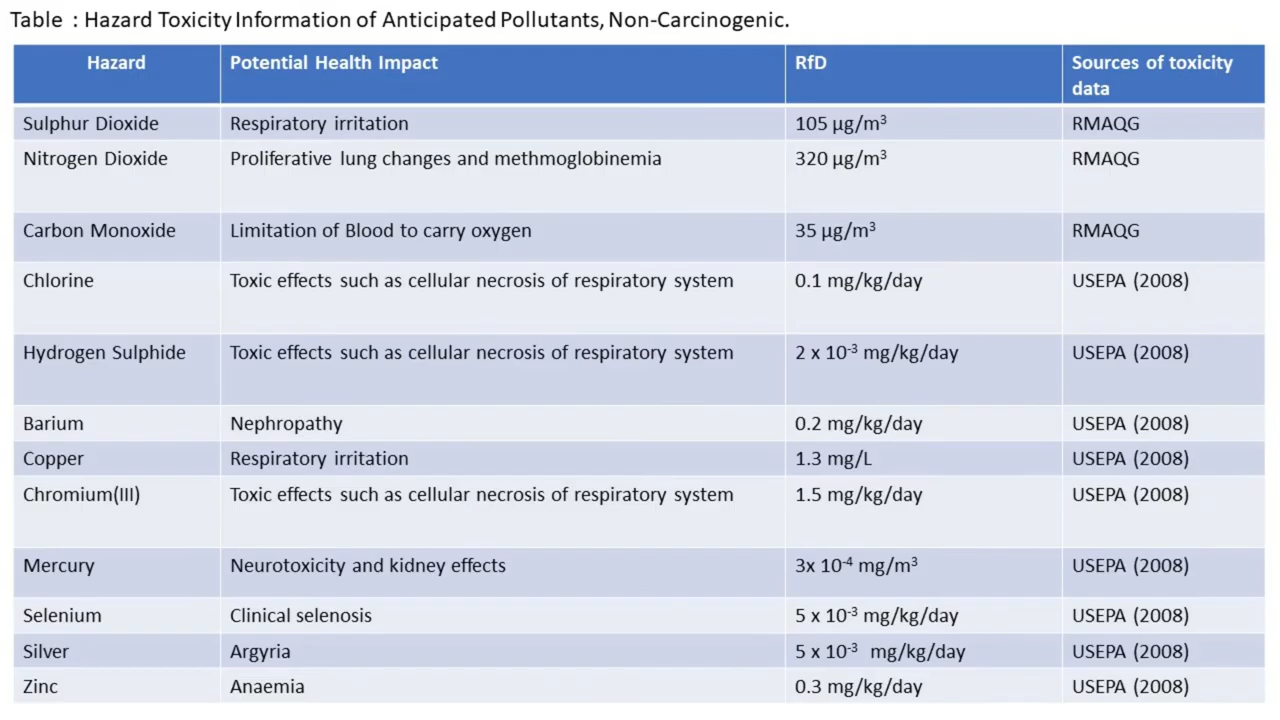 Table : Hazard Toxicity Information of Anticipated Pollutants, Non-Carcinogenic.
Hazard Potential Health Impact RfD Sources of toxicity data
Sulphur Dioxide Respiratory irritation 105 µg/m³ RMAQG
Nitrogen Dioxide Proliferative lung changes and methmoglobinemia 320 µg/m³ RMAQG
Carbon Monoxide Limitation of Blood to carry oxygen 35 µg/m³ RMAQG
Chlorine Toxic effects such as cellular necrosis of respiratory system 0.1 mg/kg/day USEPA (2008)
Hydrogen Sulphide Toxic effects such as cellular necrosis of respiratory system 2 x 10⁻³ mg/kg/day USEPA (2008)
Barium Nephropathy 0.2 mg/kg/day USEPA (2008)
Copper Respiratory irritation 1.3 mg/L USEPA (2008)
Chromium(III) Toxic effects such as cellular necrosis of respiratory system 1.5 mg/kg/day USEPA (2008)
Mercury Neurotoxicity and kidney effects 3x 10⁻⁴ mg/m³ USEPA (2008)
Selenium Clinical selenosis 5 x 10⁻³ mg/kg/day USEPA (2008)
Silver Argyria 5 x 10⁻³ mg/kg/day USEPA (2008)
Zinc Anaemia 0.3 mg/kg/day USEPA (2008)